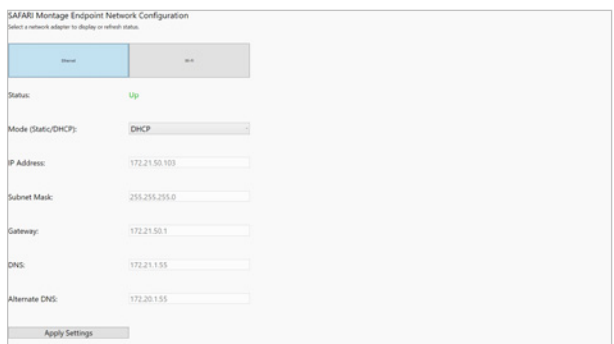 SAFARI Montage Endpoint Network Configuration
Select a network adapter to display or refresh status.
Ethernet Wi-Fi
Status: Up
Mode (Static/DHCP): DHCP
IP Address: 172.21.50.103
Subnet Mask: 255.255.255.0
Gateway: 172.21.50.1
DNS: 172.21.1.55
Alternate DNS: 172.20.1.55
Apply Settings